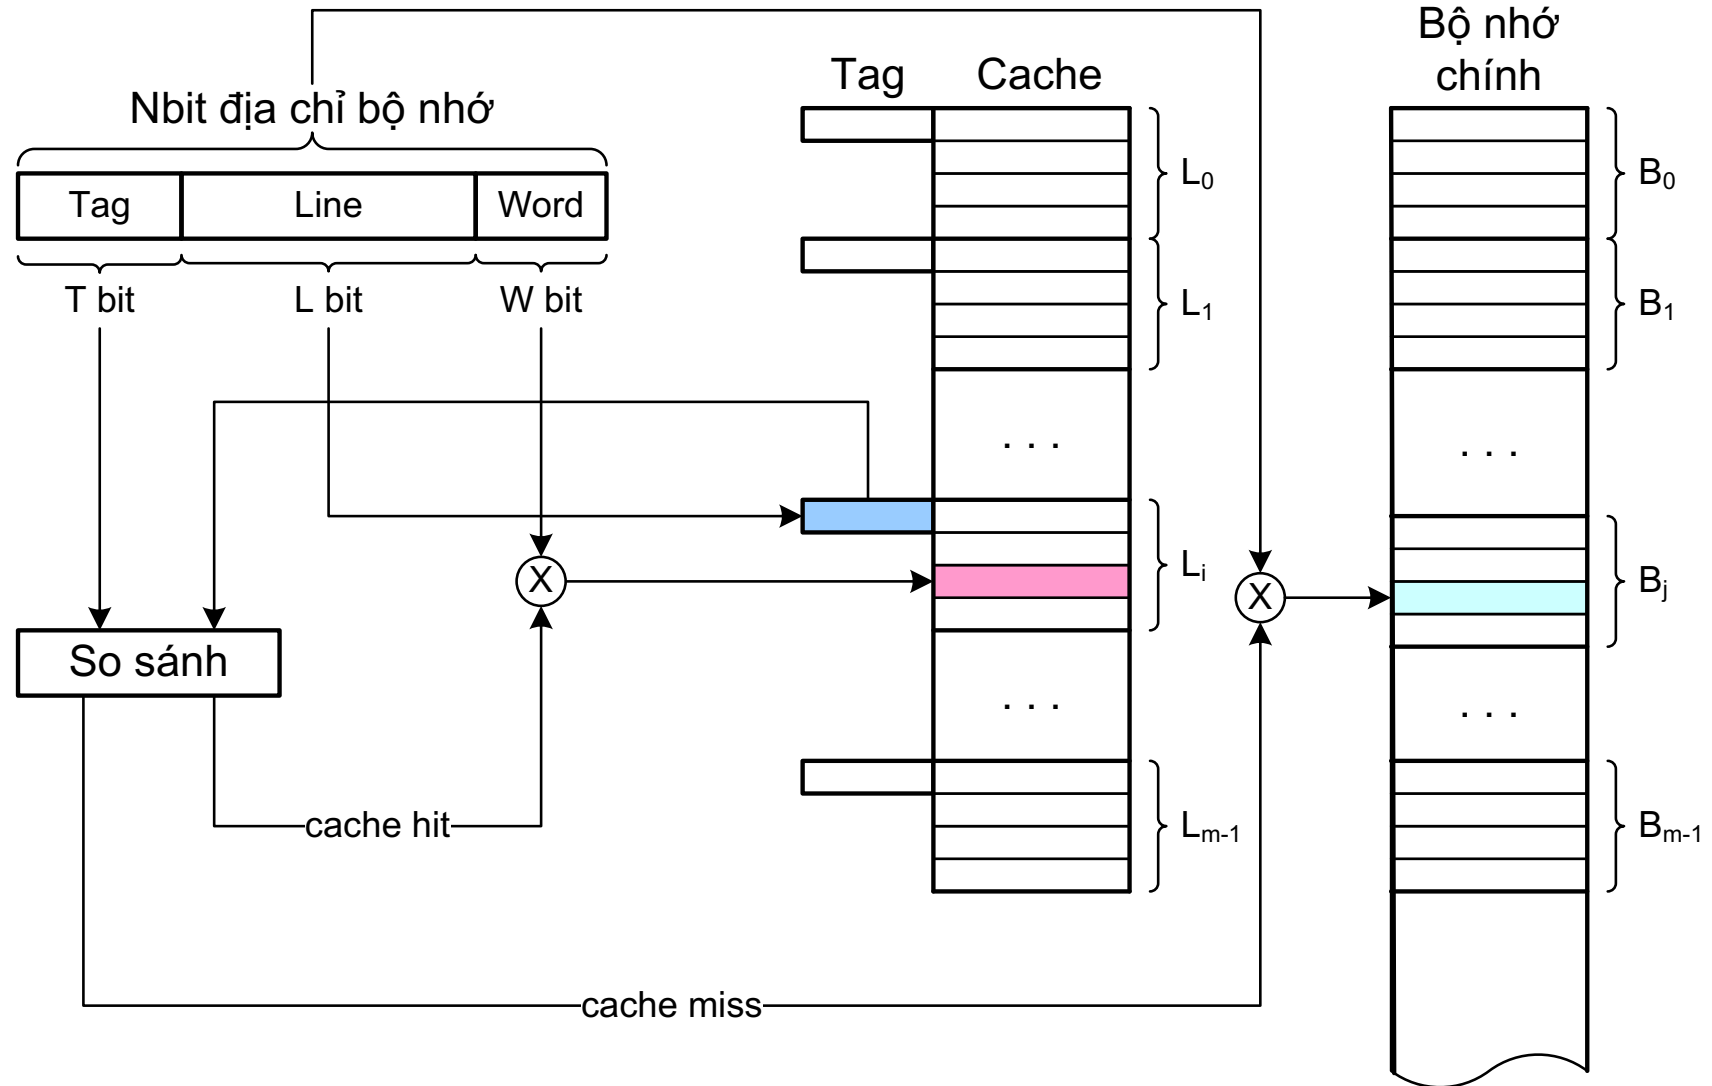 Bộ nhớ
chính
Tag Cache
Nbit địa chỉ bộ nhớ
Tag Line Word
T bit L bit W bit
L0
B0
L1
B1
. . .
. . .
Li
Bj
X
X
So sánh
. . .
. . .
cache hit
Lm-1
Bm-1
cache miss